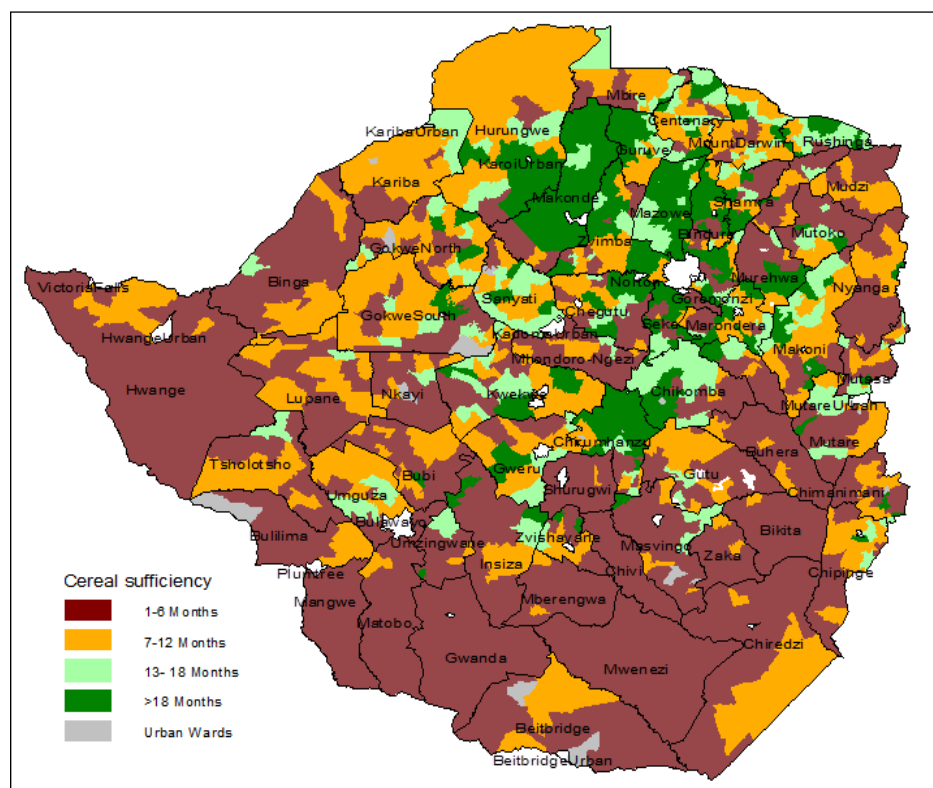 Mbire
Centenary
KaribaUrban
Hurungwe
MountDarwin
Rushinga
Guruve
KaroiUrban
Kariba
Mudzi
Makonde
Shamva
Mazowe
Mutoko
Bindura
Zvimba
GokweNorth
Murehwa
Binga
Norton
Nyanga
VictoriaFalls
Sanyati
Goromonzi
Chegutu
GokweSouth
Seke
Marondera
HwangeUrban
KadomaUrban
Makoni
Mhondoro-Ngezi
Mutasa
Hwange
Nkayi
Kwekwe
Chikomba
Lupane
MutareUrban
Tsholotsho
Chirumhanzu
Mutare
Buhera
Gweru
Gutu
Bubi
Shurugwi
Chimanimani
Umguza
Bulawayo
Bikita
Bulilima
Umzingwane
Zvishavane
Masvingo
Zaka
Insiza
Chivi
Plumtree
Chipinge
Mangwe
Mberengwa
Matobo
Chiredzi
Gwanda
Mwenezi
Beitbridge
BeitbridgeUrban
Cereal sufficiency
1-6 Months
7-12 Months
13- 18 Months
>18 Months
Urban Wards